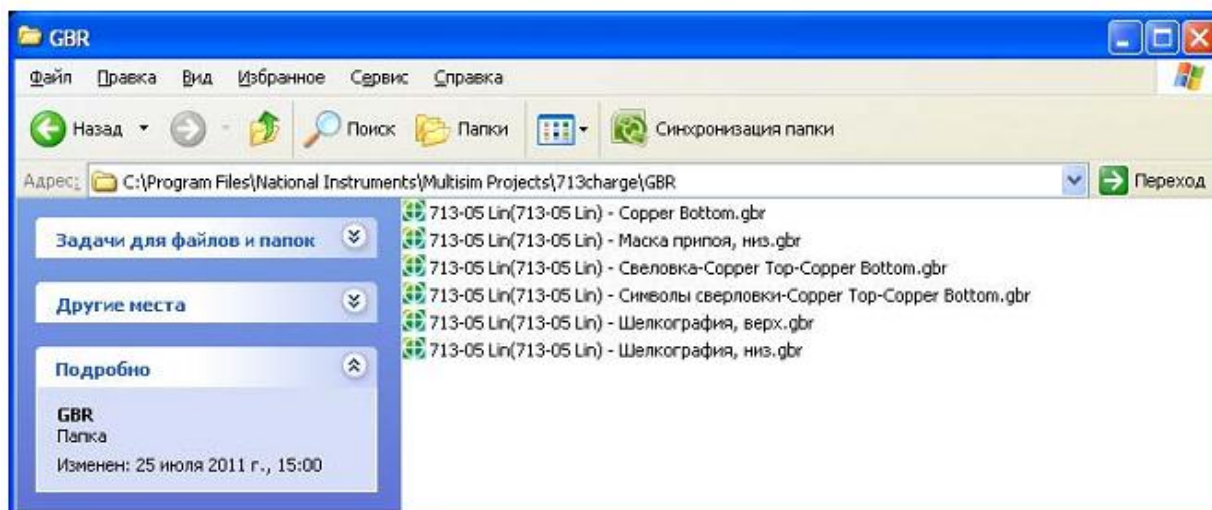 GBR
Файл Правка Вид Избранное Сервис Справка
Назад Поиск Папки Синхронизация папки
Адрес: C:\Program Files\National Instruments\Multisim Projects\713charge\GBR Переход
Задачи для файлов и папок
Другие места
Подробно
GBR
Папка
Изменен: 25 июля 2011 г., 15:00
713-05 Lin(713-05 Lin) - Copper Bottom.gbr
713-05 Lin(713-05 Lin) - Маска припоя, низ.gbr
713-05 Lin(713-05 Lin) - Свеловка-Copper Top-Copper Bottom.gbr
713-05 Lin(713-05 Lin) - Символы сверловки-Copper Top-Copper Bottom.gbr
713-05 Lin(713-05 Lin) - Шелкография, верх.gbr
713-05 Lin(713-05 Lin) - Шелкография, низ.gbr